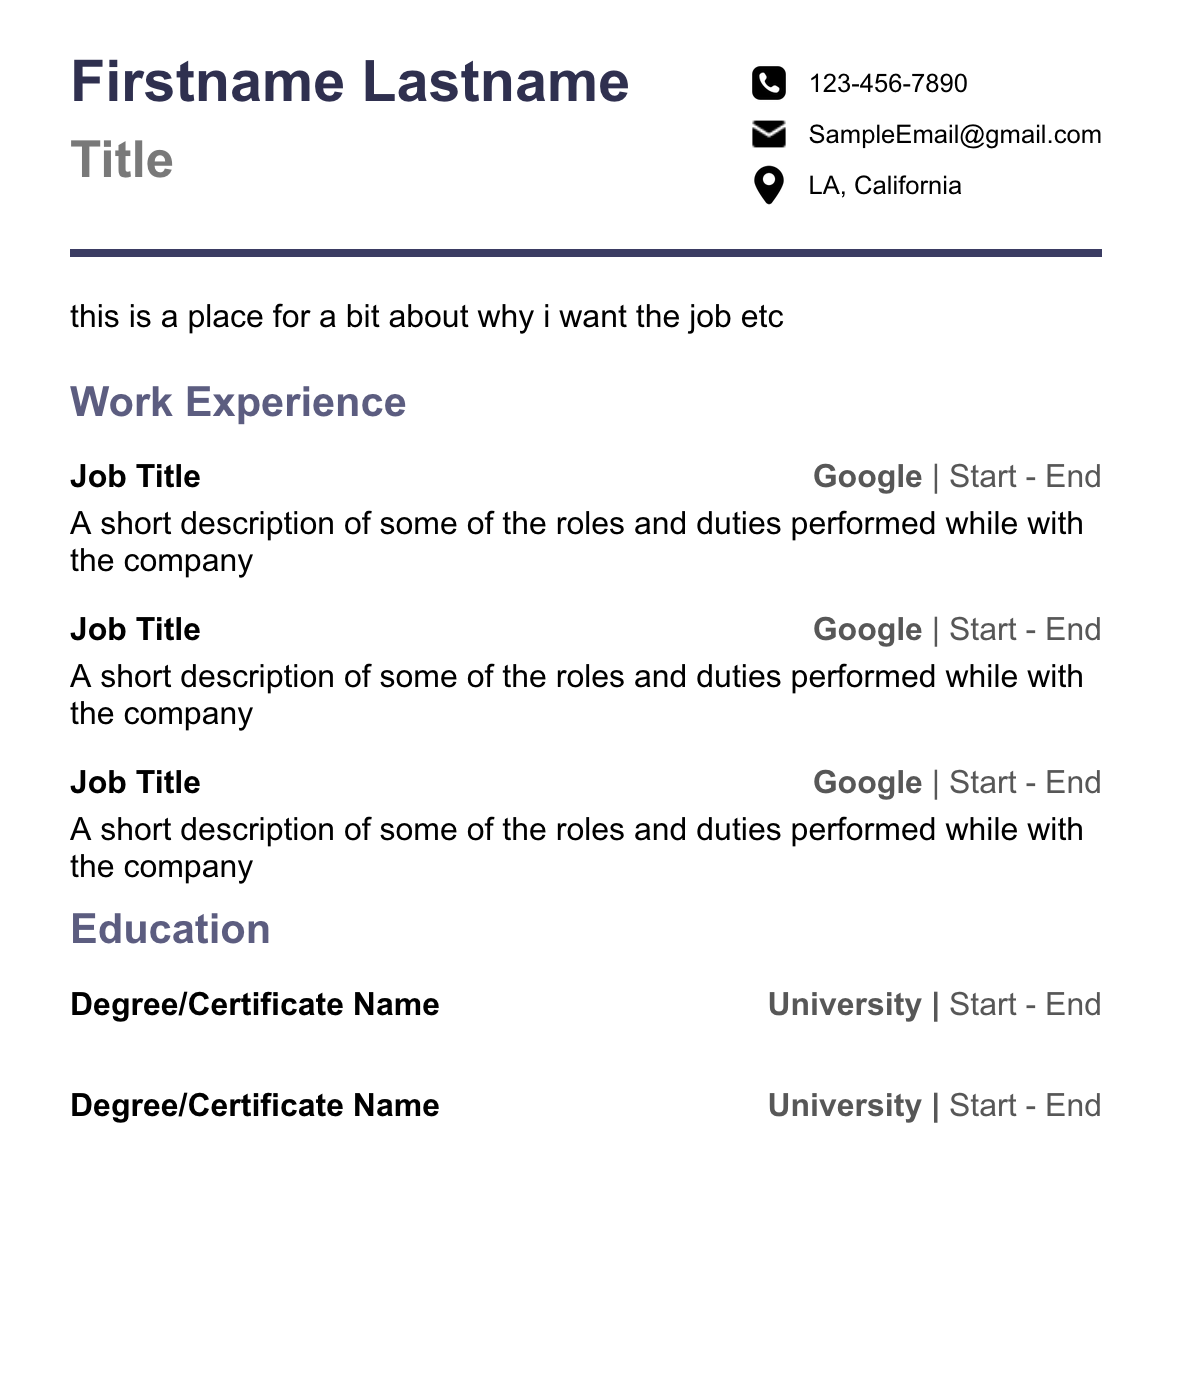 Firstname Lastname
Title
123-456-7890
SampleEmail@gmail.com
LA, California
this is a place for a bit about why i want the job etc
Work Experience
Job Title Google | Start - End
A short description of some of the roles and duties performed while with
the company
Job Title Google | Start - End
A short description of some of the roles and duties performed while with
the company
Job Title Google | Start - End
A short description of some of the roles and duties performed while with
the company
Education
Degree/Certificate Name University | Start - End
Degree/Certificate Name University | Start - End